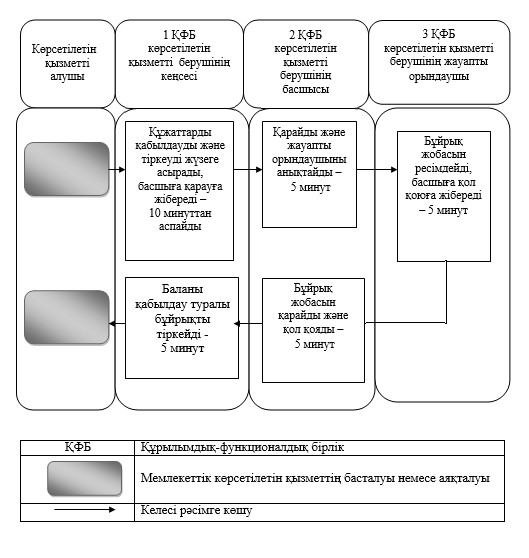 Көрсетілетін
қызметті
алушы
1 ҚФБ
көрсетілетін
қызметті берушінің
кеңсесі
2 ҚФБ
көрсетілетін
қызметті
берушінің
басшысы
3 ҚФБ
көрсетілетін қызметті
берушінің жауапты
орындаушы
Құжаттарды
қабылдауды және
тіркеуді жүзеге
асырады,
басшыға қарауға
жібереді –
10 минуттан
аспайды
Қарайды және
жауапты
орындаушыны
анықтайды –
5 минут
Бұйрық
жобасын
ресімдейді,
басшыға қол
қоюға жібереді
– 5 минут
Баланы
қабылдау туралы
бұйрықты
тіркейді -
5 минут
Бұйрық
жобасын
қарайды және
қол қояды –
5 минут
ҚФБ
Құрылымдық-функционалдық бірлік
Мемлекеттік көрсетілетін қызметтің басталуы немесе аяқталуы
Келесі рәсімге көшу